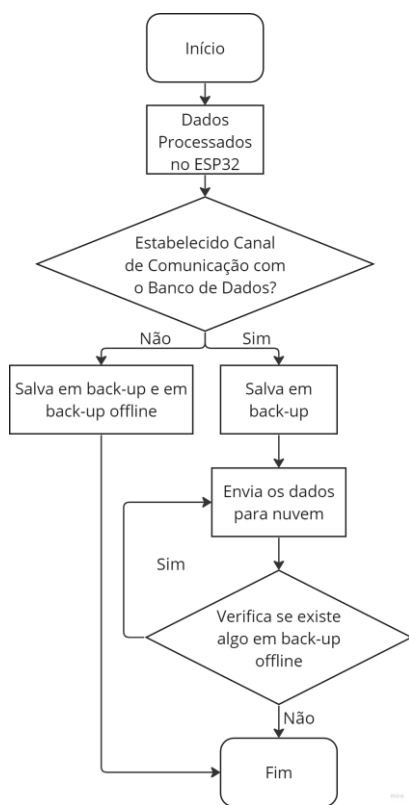 Início
Dados
Processados
no ESP32
Estabelecido Canal
de Comunicação com
o Banco de Dados?
Não
Sim
Salva em back-up e em
back-up offline
Salva em
back-up
Envia os dados
para nuvem
Sim
Verifica se existe
algo em back-up
offline
Não
Fim
miro